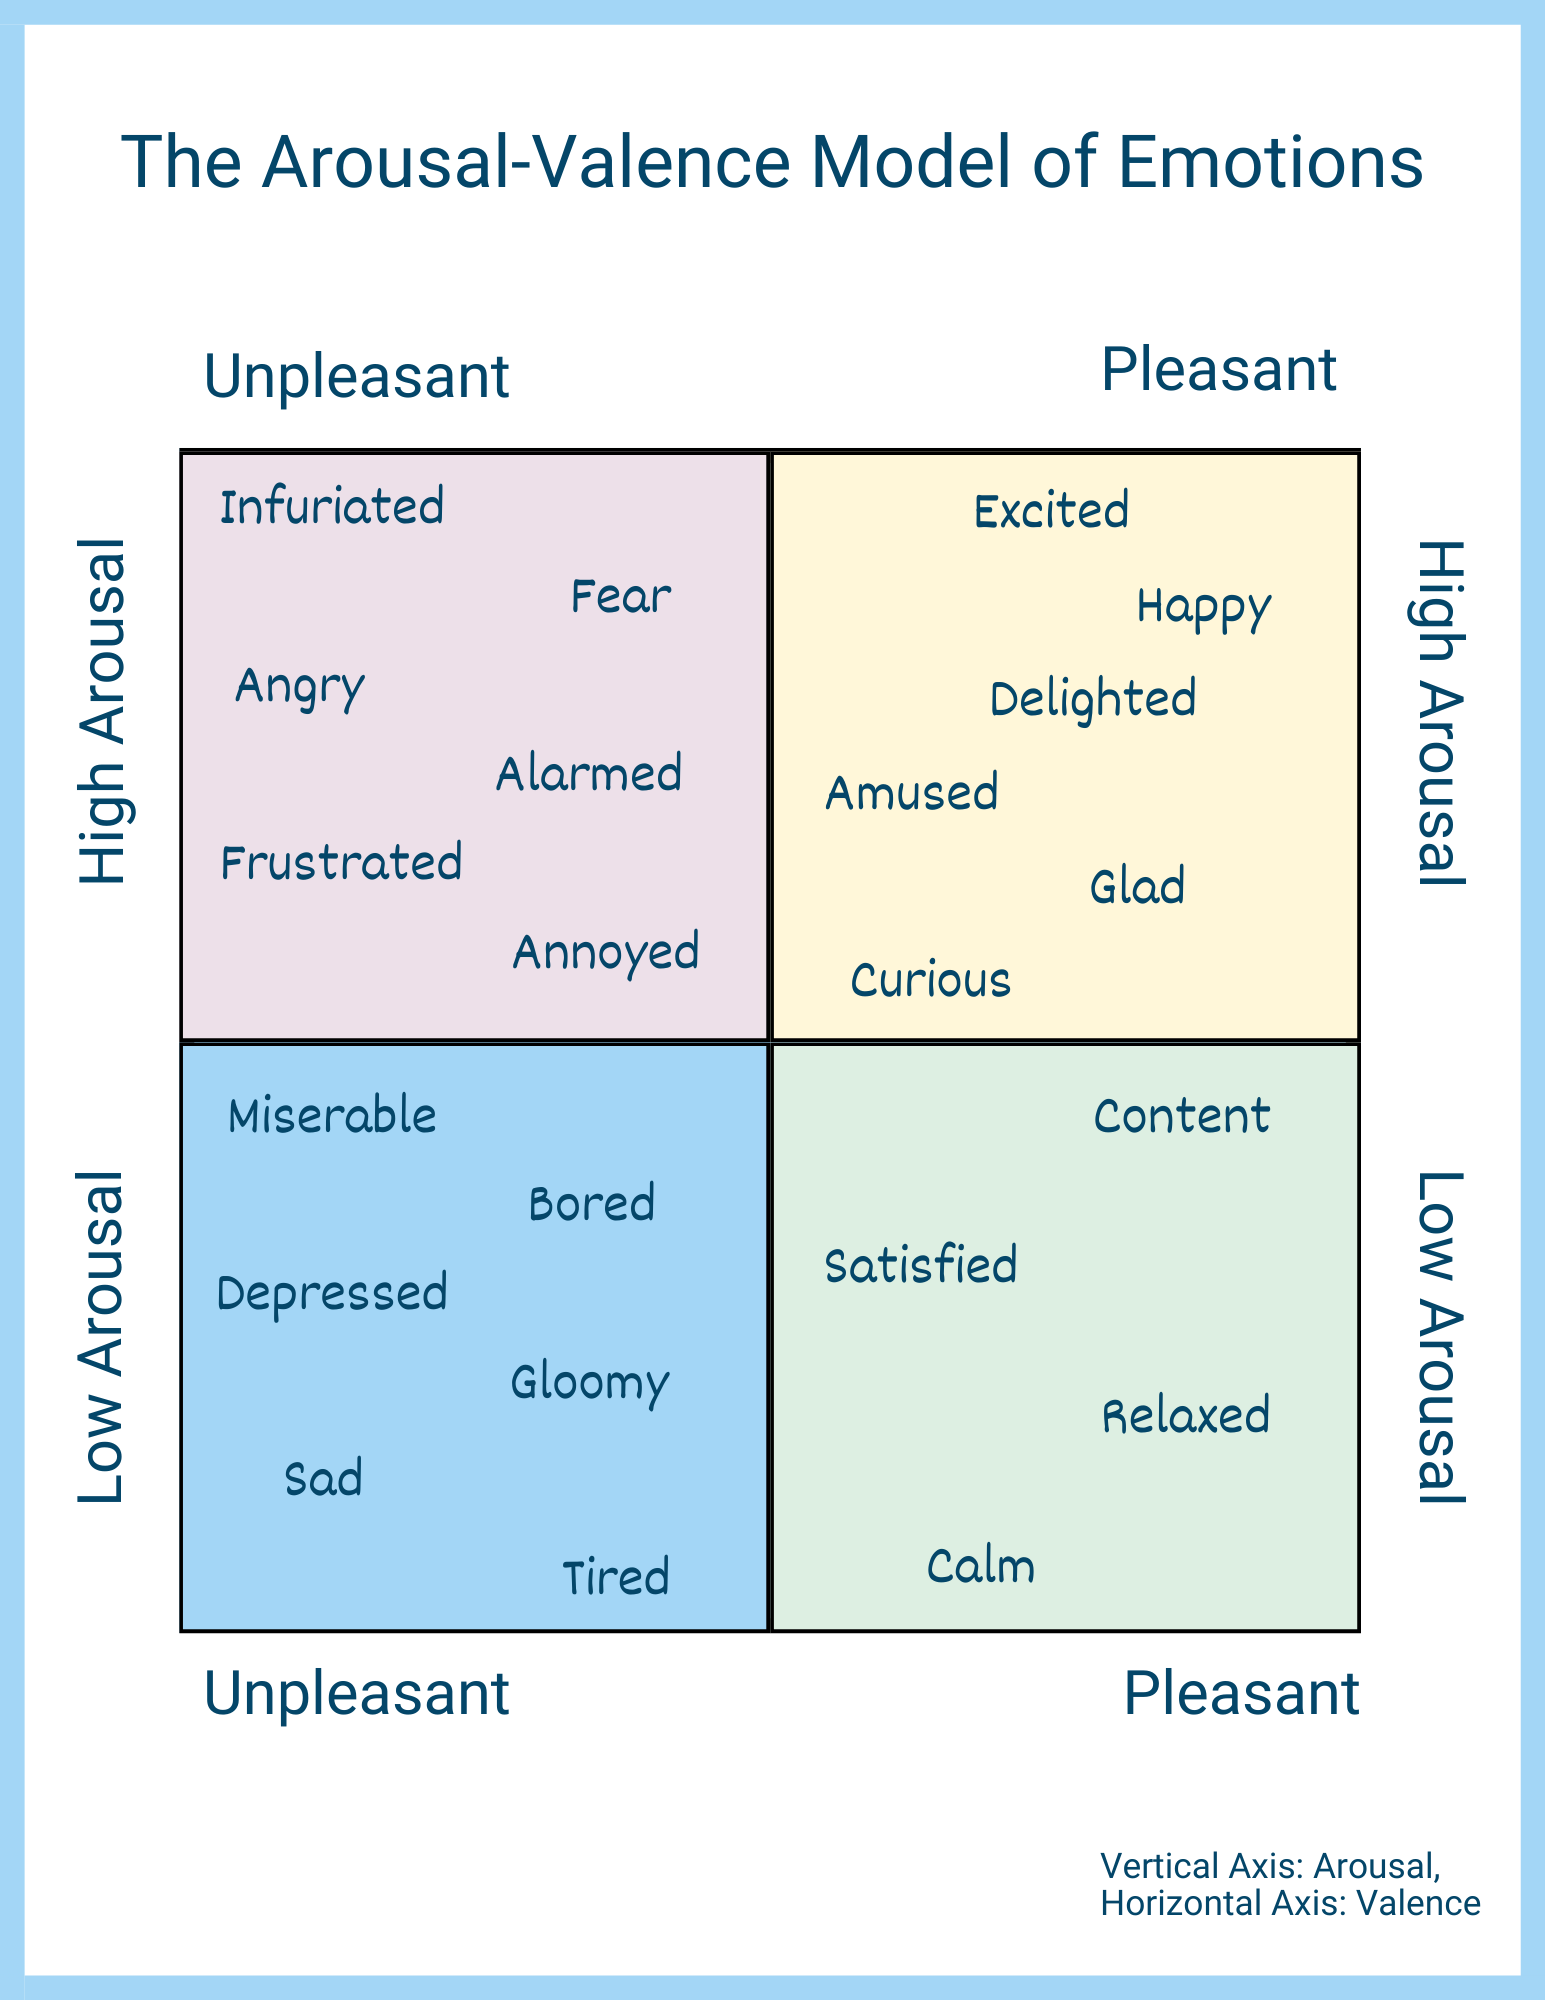 The Arousal-Valence Model of Emotions
Unpleasant
Pleasant
High Arousal
High Arousal
Infuriated
Fear
Angry
Alarmed
Frustrated
Annoyed
Excited
Happy
Delighted
Amused
Glad
Curious
Low Arousal
Low Arousal
Miserable
Bored
Depressed
Gloomy
Sad
Tired
Content
Satisfied
Relaxed
Calm
Unpleasant
Pleasant
Vertical Axis: Arousal,
Horizontal Axis: Valence